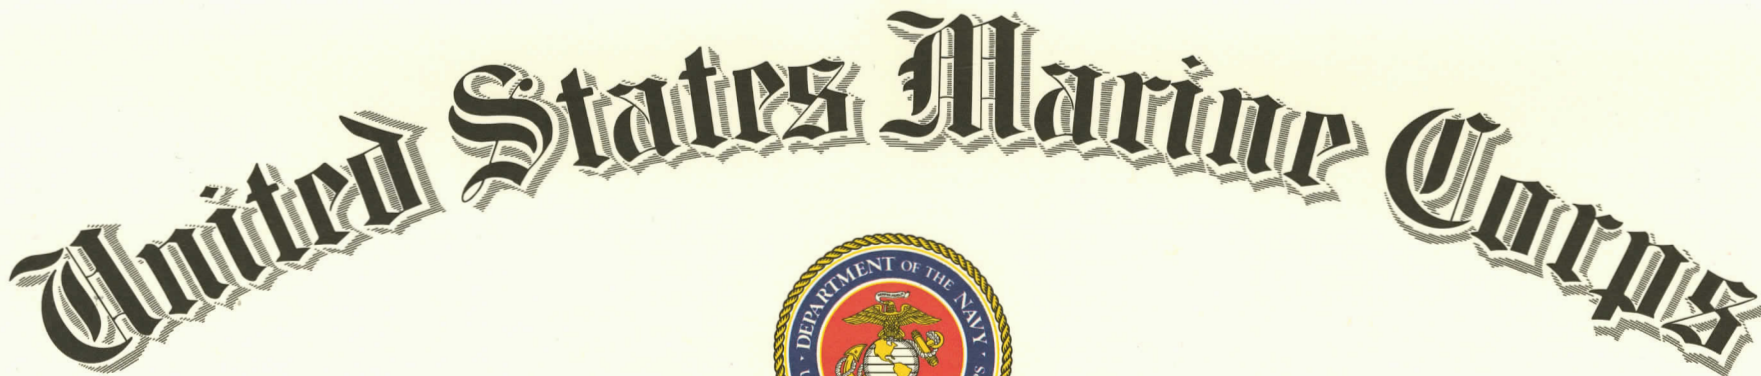 United States Marine Corps
DEPARTMENT OF THE NAVY